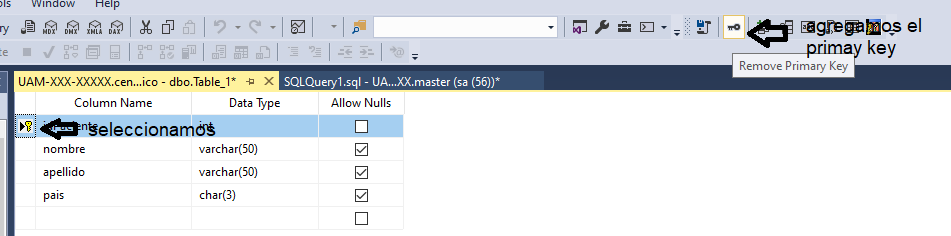 ols Window
agregamos el
primay key
Remove Primary Key
UAM-XXX-XXXXX.cen...ico - dbo.Table_1*
SQLQuery1.sql - UA...XX.master (sa (56))*
Column Name Data Type Allow Nulls
seleccionamos int
nombre varchar(50)
apellido varchar(50)
pais char(3)